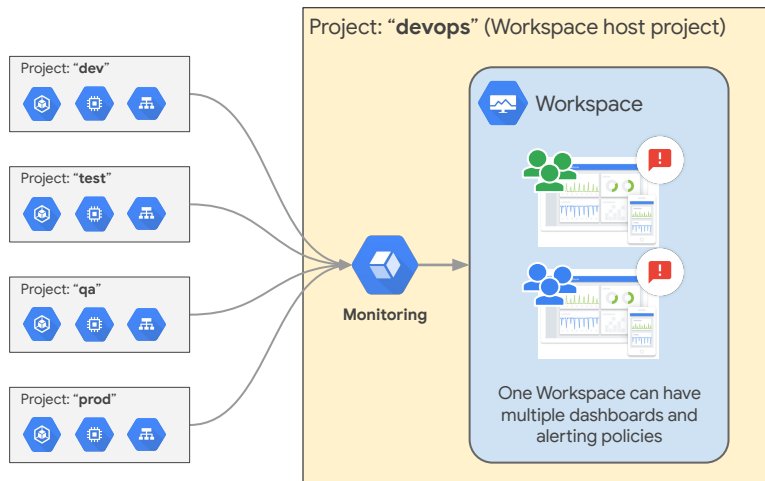 Project: “devops” (Workspace host project)
Project: “dev”
Project: “test”
Project: “qa”
Project: “prod”
Monitoring
Workspace
One Workspace can have
multiple dashboards and
alerting policies